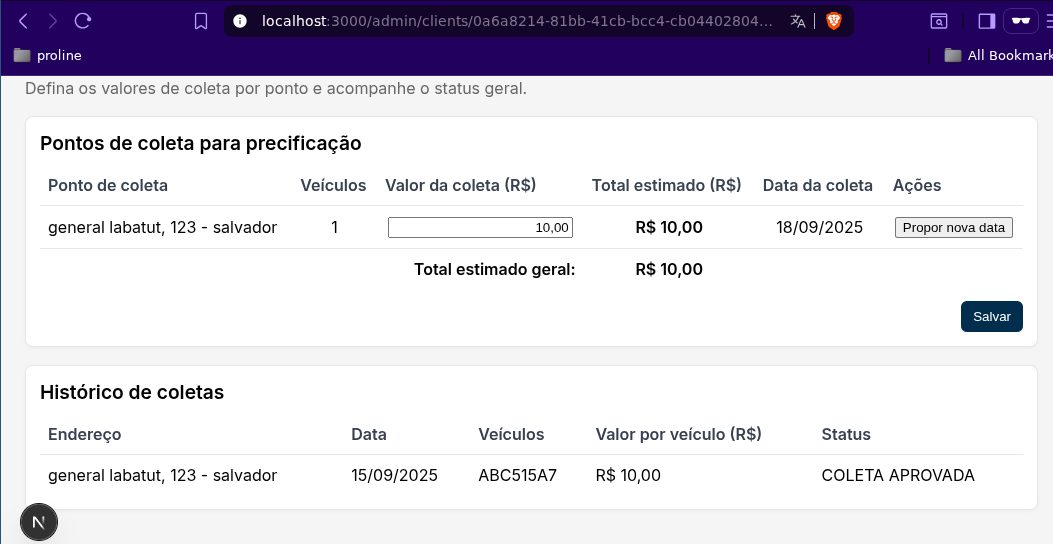 localhost:3000/admin/clients/0a6a8214-81bb-41cb-bcc4-cb04402804...
proline
All Bookmark
Defina os valores de coleta por ponto e acompanhe o status geral.
Pontos de coleta para precificação
Ponto de coleta Veículos Valor da coleta (R$) Total estimado (R$) Data da coleta Ações
general labatut, 123 - salvador 1 10,00 R$ 10,00 18/09/2025 Propor nova data
Total estimado geral: R$ 10,00
Salvar
Histórico de coletas
Endereço Data Veículos Valor por veículo (R$) Status
general labatut, 123 - salvador 15/09/2025 ABC515A7 R$ 10,00 COLETA APROVADA
N